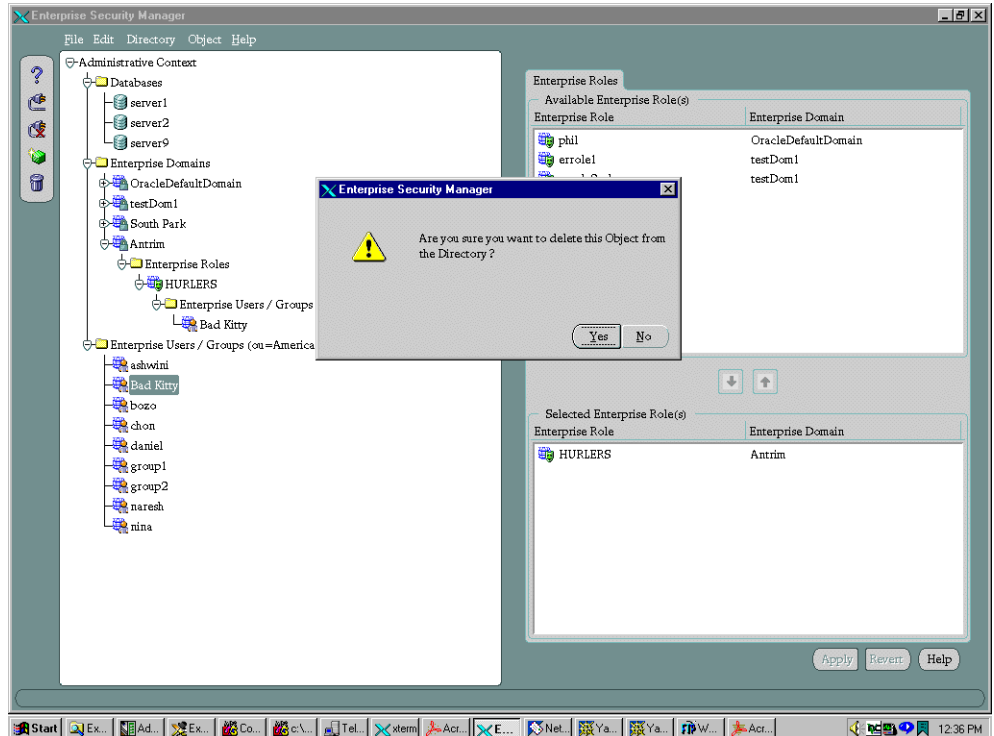 Enterprise Security Manager
File Edit Directory Object Help
Administrative Context
Databases
server1
server2
server9
Enterprise Domains
OracleDefaultDomain
testDom1
South Park
Antrim
Enterprise Roles
HURLERS
Enterprise Users / Groups
Bad Kitty
Enterprise Users / Groups (ou=America
ashwini
Bad Kitty
bozo
chon
daniel
group1
group2
naresh
nina
Enterprise Roles
Available Enterprise Role(s)
Enterprise Role Enterprise Domain
phil OracleDefaultDomain
errole1 testDom1
testDom1
Enterprise Security Manager
Are you sure you want to delete this Object from
the Directory ?
Yes No
Selected Enterprise Role(s)
Enterprise Role Enterprise Domain
HURLERS Antrim
Apply Revert Help
Start Ex... Ad... Ex... Co... c:\... Tel... xterm Acr... E... Net... Ya... Ya... W... Acr... 12:36 PM